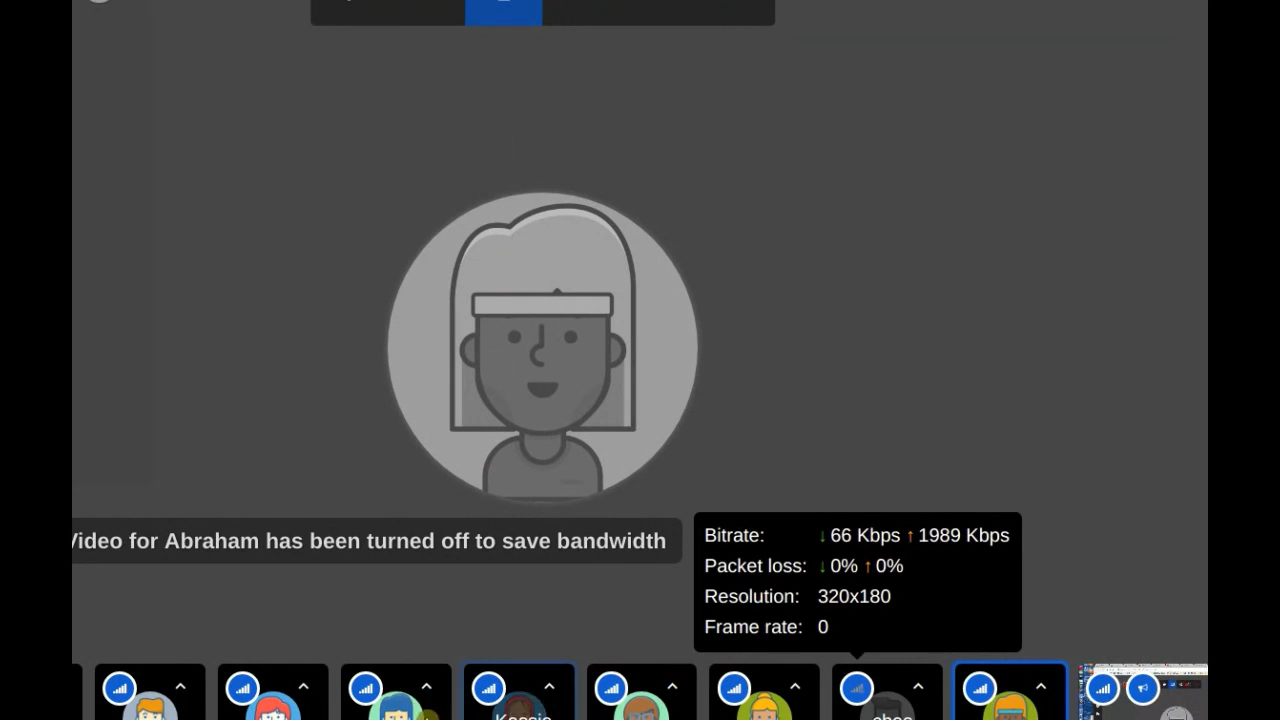 Video for Abraham has been turned off to save bandwidth
Bitrate: ↓ 66 Kbps ↑ 1989 Kbps
Packet loss: ↓ 0% ↑ 0%
Resolution: 320x180
Frame rate: 0